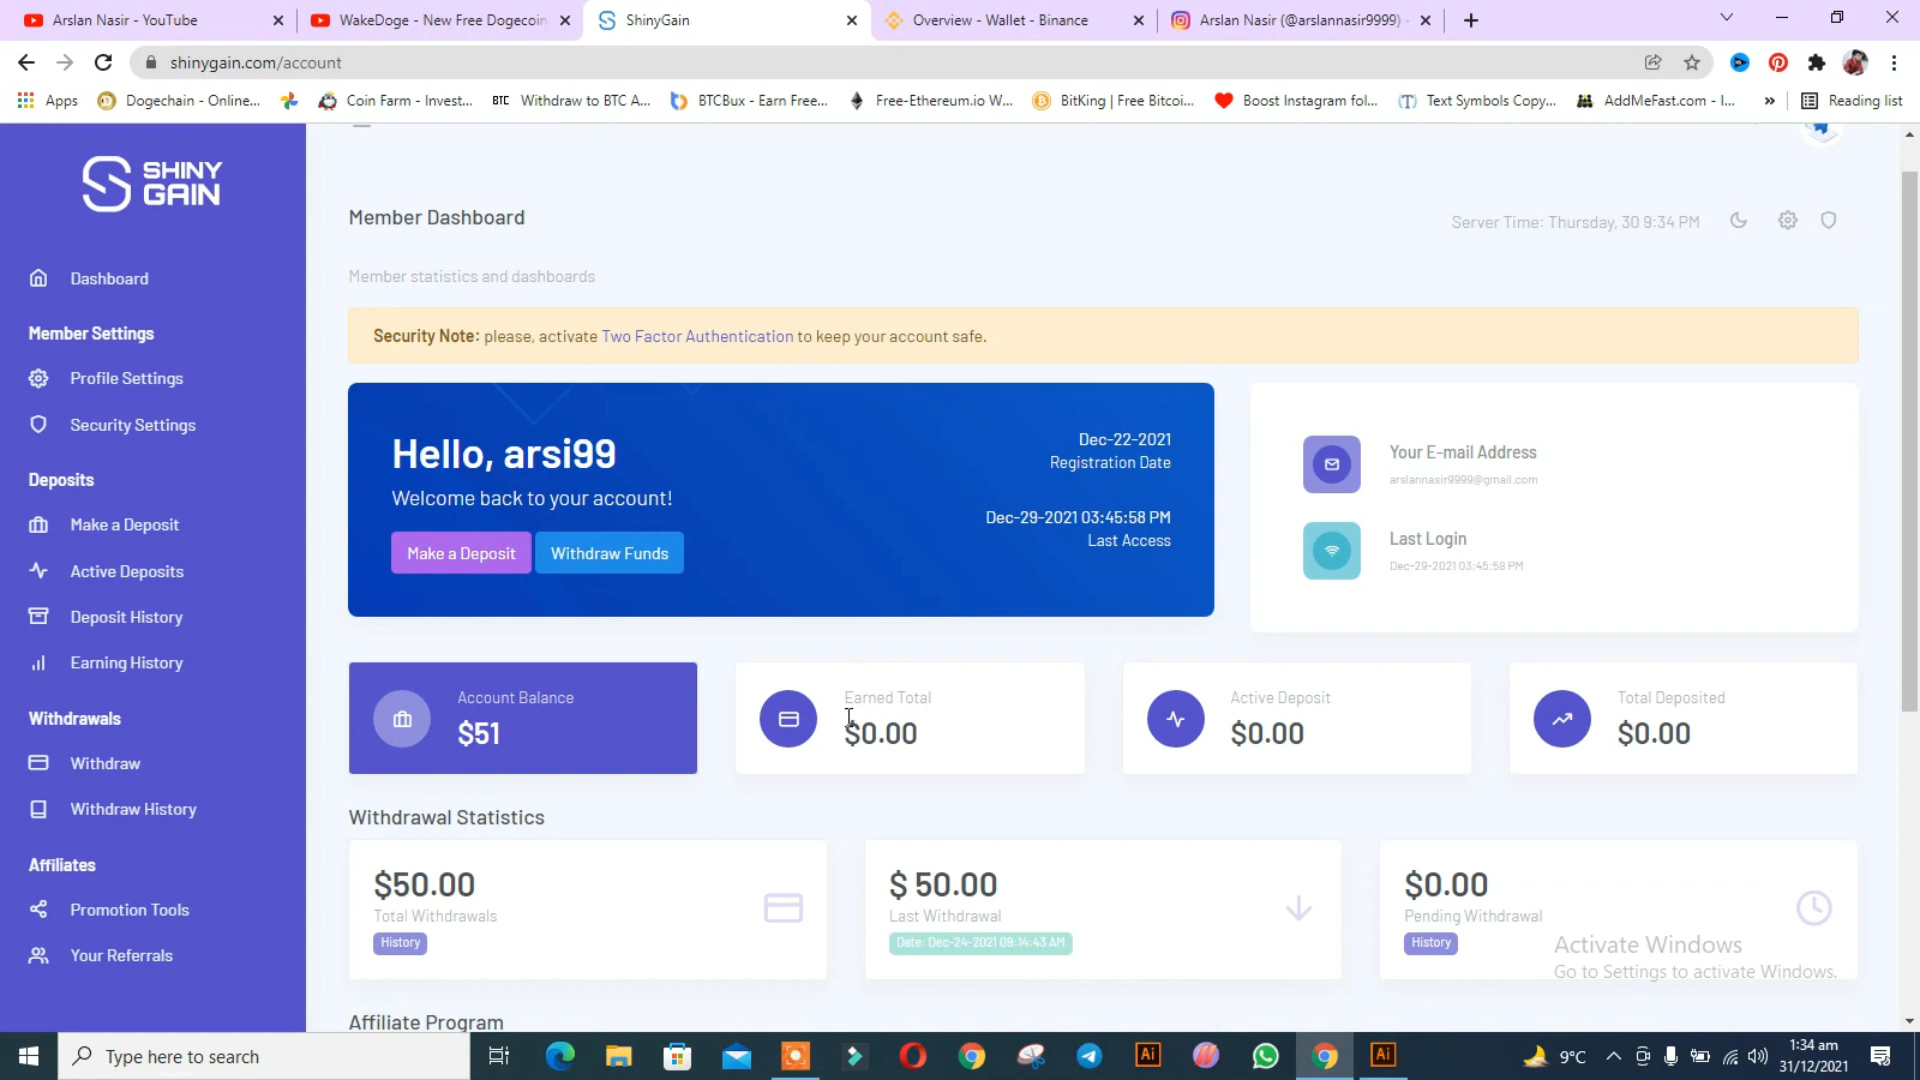 Arslan Nasir - YouTube
WakeDoge - New Free Dogecoin
ShinyGain
Overview - Wallet - Binance
Arslan Nasir (@arslannasir9999)
shinygain.com/account
Apps
Dogechain - Online...
Coin Farm - Invest...
BTC Withdraw to BTC A...
BTCBux - Earn Free...
Free-Ethereum.io W...
BitKing | Free Bitcoi...
Boost Instagram fol...
Text Symbols Copy...
AddMeFast.com - I...
»
Reading list
SHINY
GAIN
Dashboard
Member Settings
Profile Settings
Security Settings
Deposits
Make a Deposit
Active Deposits
Deposit History
Earning History
Withdrawals
Withdraw
Withdraw History
Affiliates
Promotion Tools
Your Referrals
Member Dashboard
Server Time: Thursday, 30 9:34 PM
Member statistics and dashboards
Security Note: please, activate Two Factor Authentication to keep your account safe.
Hello, arsi99
Welcome back to your account!
Make a Deposit
Withdraw Funds
Dec-22-2021
Registration Date
Dec-29-2021 03:45:58 PM
Last Access
Your E-mail Address
arslannasir9999@gmail.com
Last Login
Dec-29-2021 03:45:58 PM
Account Balance
$51
Earned Total
$0.00
Active Deposit
$0.00
Total Deposited
$0.00
Withdrawal Statistics
$50.00
Total Withdrawals
History
$ 50.00
Last Withdrawal
Date: Dec-24-2021 09:14:43 AM
$0.00
Pending Withdrawal
History
Activate Windows
Go to Settings to activate Windows.
Affiliate Program
Type here to search
Ai
Ai
9°C
1:34 am
31/12/2021